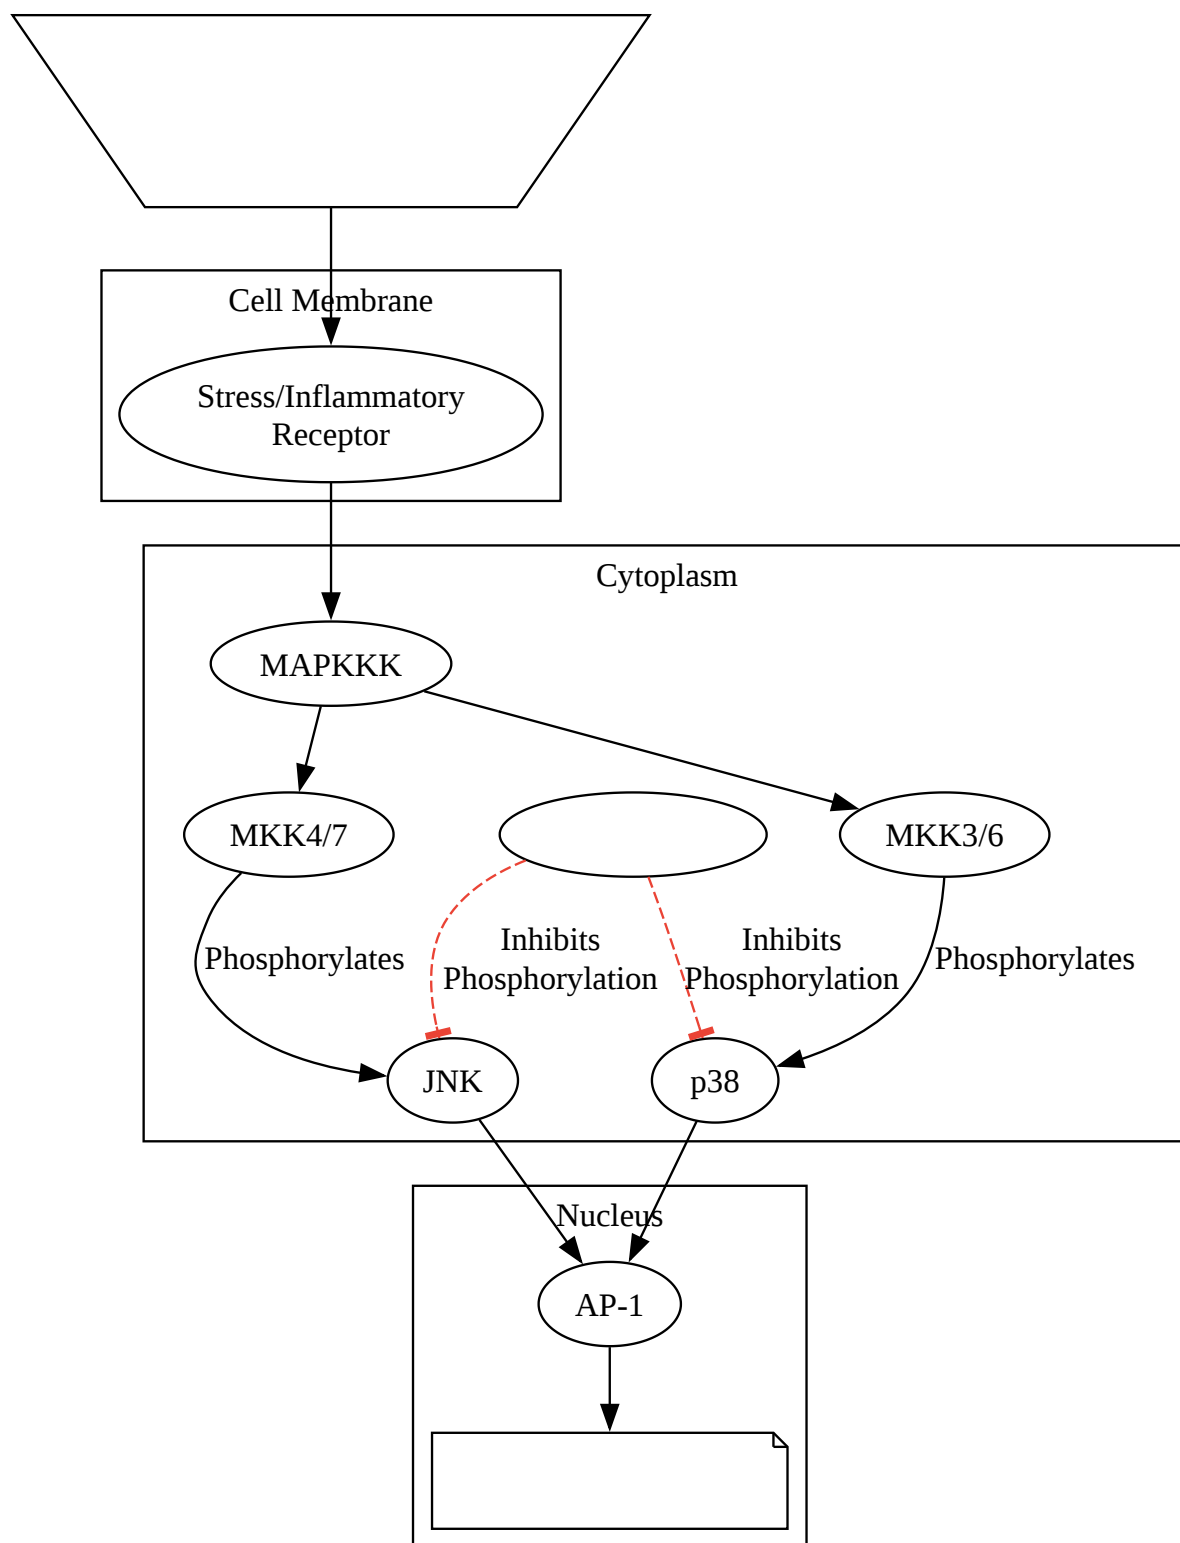 Cell Membrane
Stress/Inflammatory
Receptor
Cytoplasm
MAPKKK
MKK4/7
MKK3/6
Phosphorylates
Inhibits
Phosphorylation
Inhibits
Phosphorylation
Phosphorylates
JNK
p38
Nucleus
AP-1